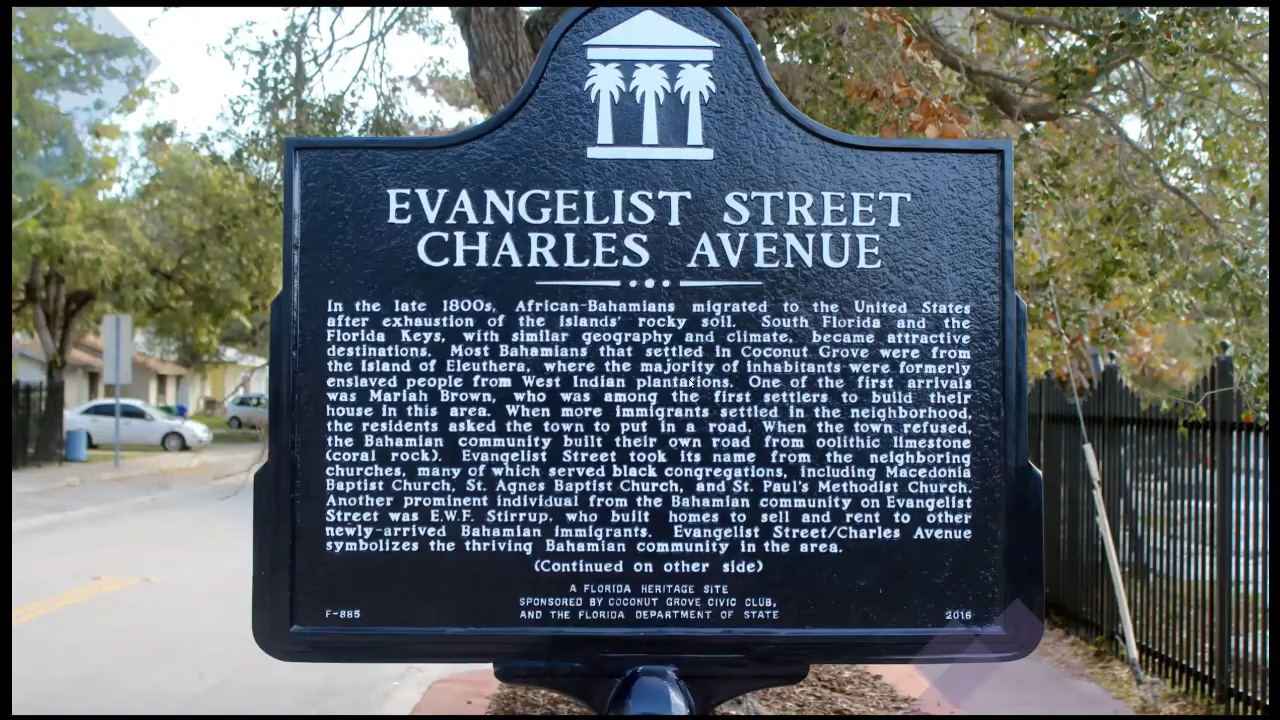 EVANGELIST STREET
CHARLES AVENUE
In the late 1800s, African-Bahamians migrated to the United States
after exhaustion of the islands' rocky soil. South Florida and the
Florida Keys, with similar geography and climate, became attractive
destinations. Most Bahamians that settled in Coconut Grove were from
the Island of Eleuthera, where the majority of inhabitants were formerly
enslaved people from West Indian plantations. One of the first arrivals
was Mariah Brown, who was among the first settlers to build their
house in this area. When more immigrants settled in the neighborhood,
the residents asked the town to put in a road. When the town refused,
the Bahamian community built their own road from oolithic limestone
(coral rock). Evangelist Street took its name from the neighboring
churches, many of which served black congregations, including Macedonia
Baptist Church, St. Agnes Baptist Church, and St. Paul's Methodist Church.
Another prominent individual from the Bahamian community on Evangelist
Street was E.W.F. Stirrup, who built homes to sell and rent to other
newly-arrived Bahamian immigrants. Evangelist Street/Charles Avenue
symbolizes the thriving Bahamian community in the area.
(Continued on other side)
A FLORIDA HERITAGE SITE
SPONSORED BY COCONUT GROVE CIVIC CLUB,
F-885 AND THE FLORIDA DEPARTMENT OF STATE 2016